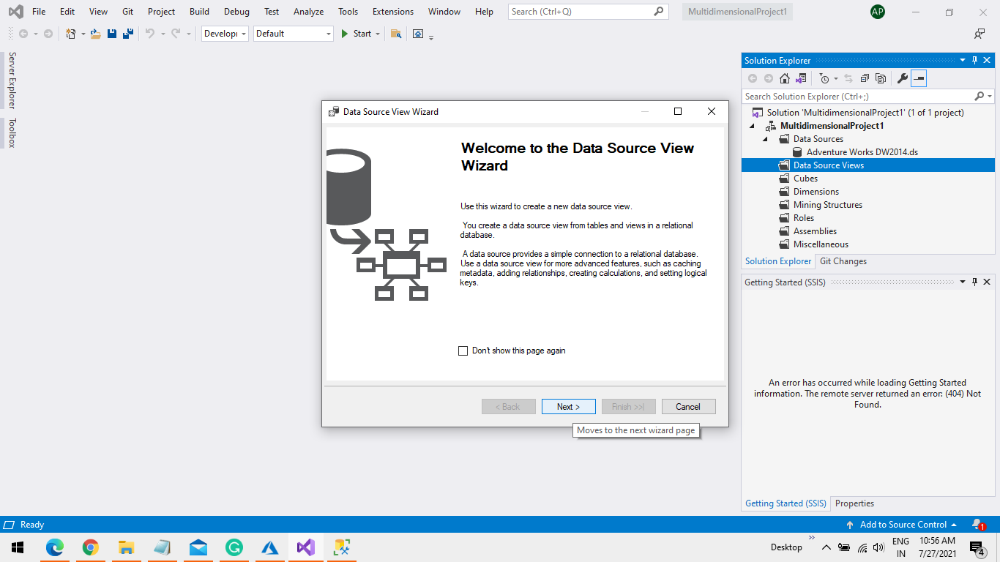 File Edit View Git Project Build Debug Test Analyze Tools Extensions Window Help Search (Ctrl+Q) MultidimensionalProject1 AP
Developı Default Start
Server Explorer
Toolbox
Data Source View Wizard
Welcome to the Data Source View
Wizard
Use this wizard to create a new data source view.
You create a data source view from tables and views in a relational
database.
A data source provides a simple connection to a relational database.
Use a data source view for more advanced features, such as caching
metadata, adding relationships, creating calculations, and setting logical
keys.
Don't show this page again
< Back Next > Finish >>| Cancel
Moves to the next wizard page
Solution Explorer
Search Solution Explorer (Ctrl+;)
Solution 'MultidimensionalProject1' (1 of 1 project)
MultidimensionalProject1
Data Sources
Adventure Works DW2014.ds
Data Source Views
Cubes
Dimensions
Mining Structures
Roles
Assemblies
Miscellaneous
Solution Explorer Git Changes
Getting Started (SSIS)
An error has occurred while loading Getting Started
information. The remote server returned an error: (404) Not
Found.
Getting Started (SSIS) Properties
Ready Add to Source Control 1
Desktop » ENG 10:56 AM
IN 7/27/2021 4